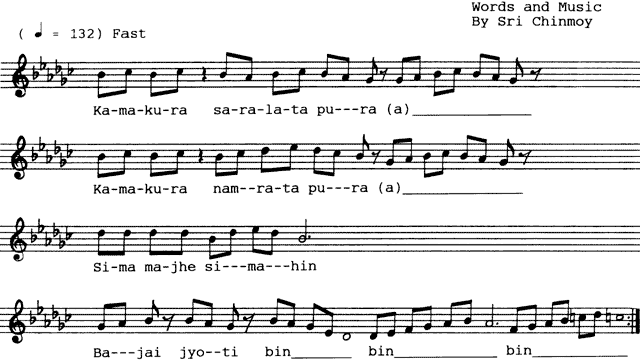 Words and Music
By Sri Chinmoy
( ♩ = 132) Fast
Ka-ma-ku-ra sa-ra-la-ta pu---ra (a)______________
Ka-ma-ku-ra nam--ra-ta pu---ra (a)______________
Si-ma ma-jhe si---ma---hin
Ba---jai jyo--ti bin_______ bin____________ bin____________